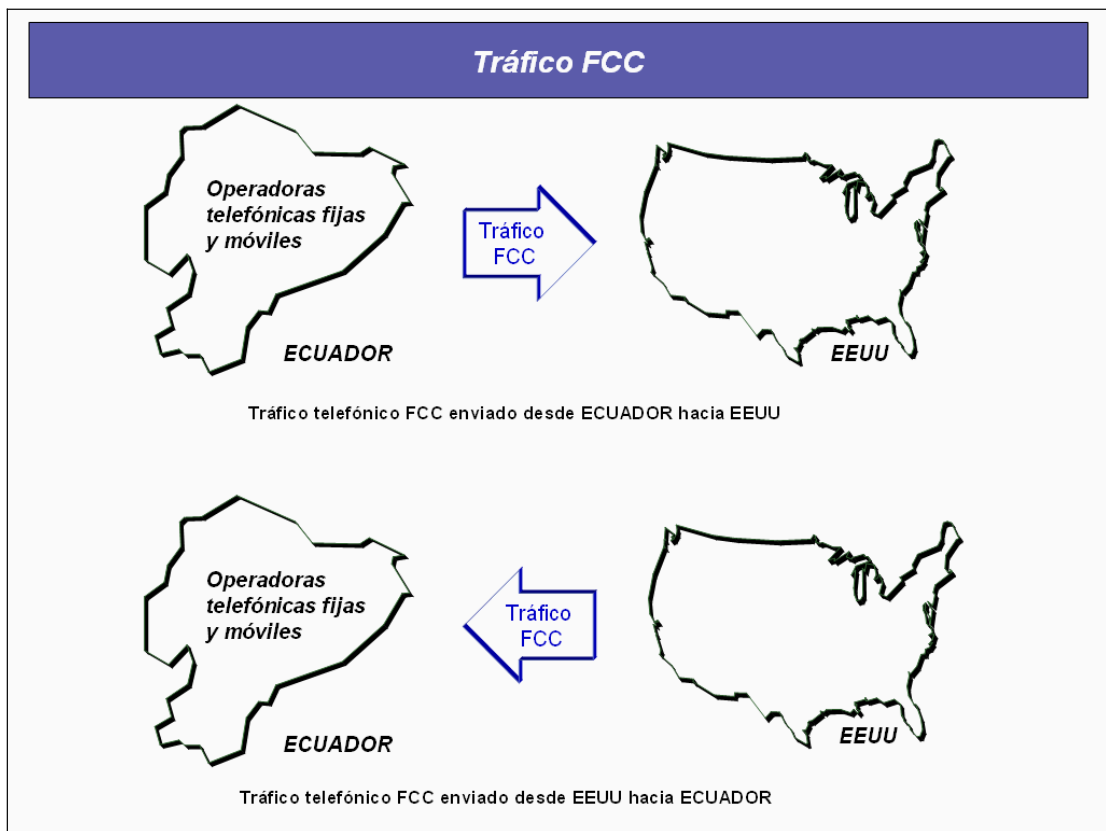 Tráfico FCC
Operadoras
telefónicas fijas
y móviles
Tráfico
FCC
ECUADOR
EEUU
Tráfico telefónico FCC enviado desde ECUADOR hacia EEUU
Operadoras
telefónicas fijas
y móviles
Tráfico
FCC
ECUADOR
EEUU
Tráfico telefónico FCC enviado desde EEUU hacia ECUADOR